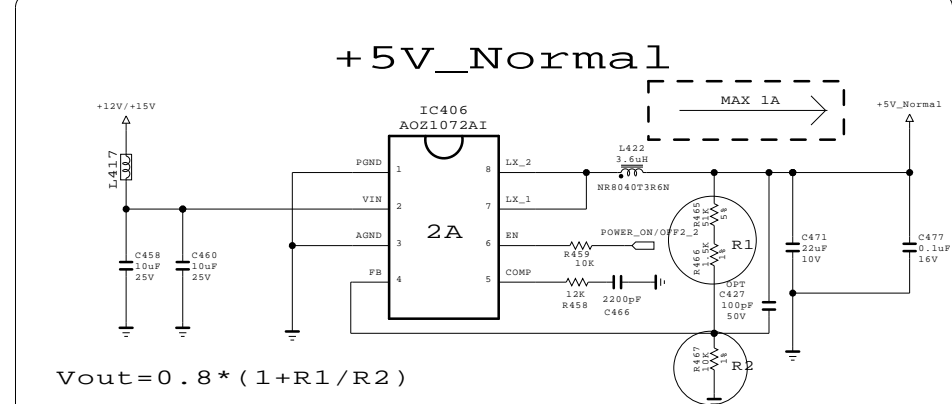 +5V_Normal
MAX 1A
+12V/+15V
+5V_Normal
IC406
AOZ1072AI
L422
3.6uH
NR8040T3R6N
L417
PGND
1
8
LX_2
VIN
2
7
LX_1
2A
AGND
3
6
EN
POWER_ON/OFF2_2
R459
10K
FB
4
5
COMP
12K
R458
2200pF
C466
C458
10uF
25V
C460
10uF
25V
R465
51K
5%
R466
1.5K
1%
R1
OPT
C427
100pF
50V
C471
22uF
10V
C477
0.1uF
16V
R467
10K
1%
R2
Vout=0.8*(1+R1/R2)